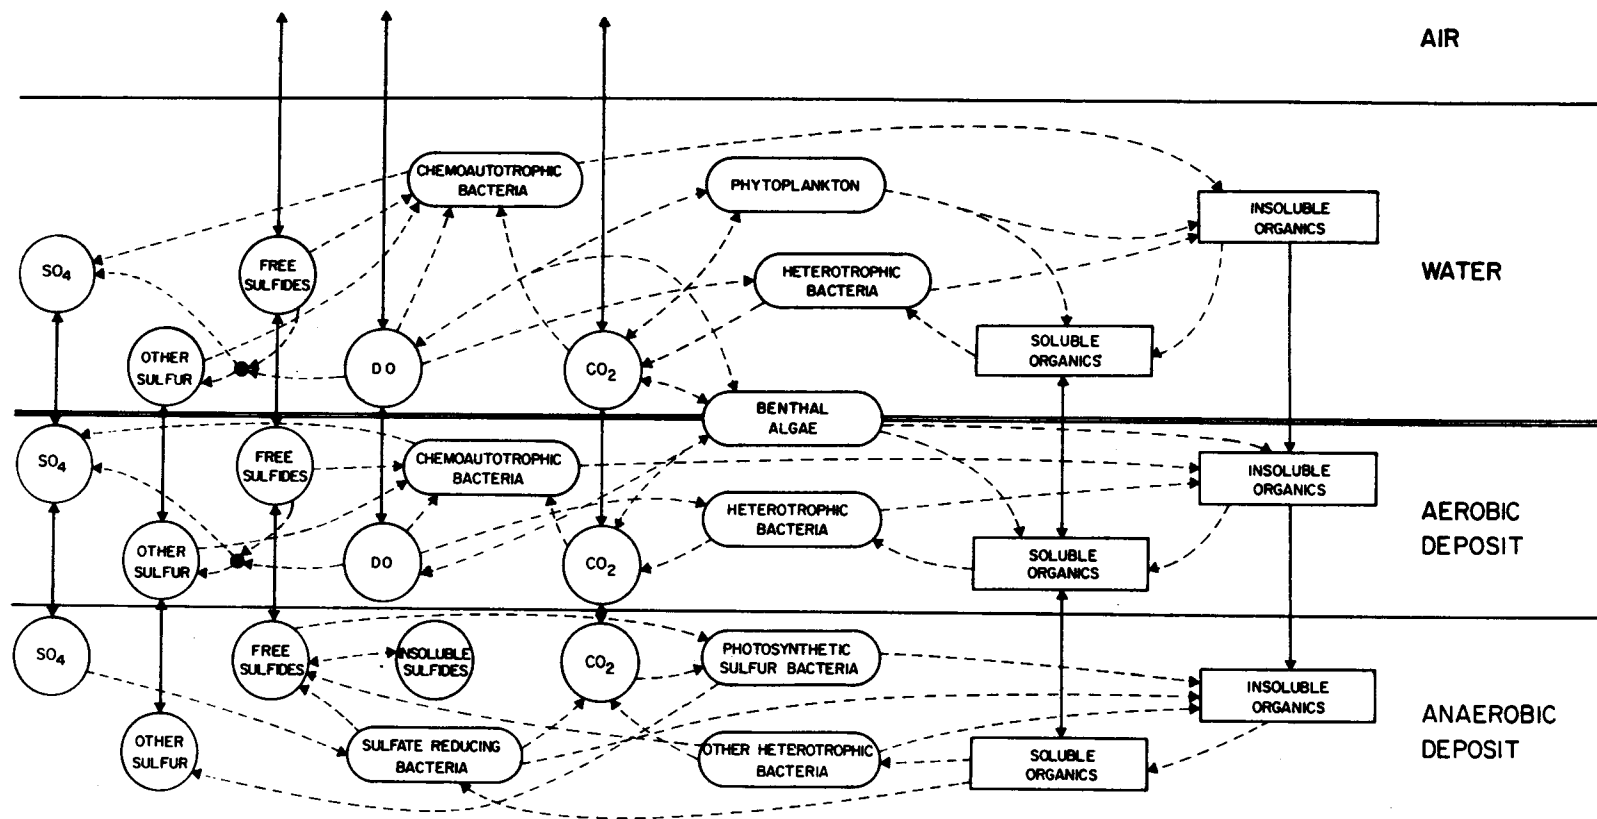 AIR
CHEMOAUTOTROPHIC
BACTERIA
PHYTOPLANKTON
INSOLUBLE
ORGANICS
SO4
FREE
SULFIDES
HETEROTROPHIC
BACTERIA
WATER
OTHER
SULFUR
DO
CO2
SOLUBLE
ORGANICS
BENTHAL
ALGAE
SO4
FREE
SULFIDES
CHEMOAUTOTROPHIC
BACTERIA
INSOLUBLE
ORGANICS
HETEROTROPHIC
BACTERIA
AEROBIC
DEPOSIT
OTHER
SULFUR
DO
CO2
SOLUBLE
ORGANICS
SO4
FREE
SULFIDES
INSOLUBLE
SULFIDES
CO2
PHOTOSYNTHETIC
SULFUR BACTERIA
INSOLUBLE
ORGANICS
ANAEROBIC
DEPOSIT
OTHER
SULFUR
SULFATE REDUCING
BACTERIA
OTHER HETEROTROPHIC
BACTERIA
SOLUBLE
ORGANICS